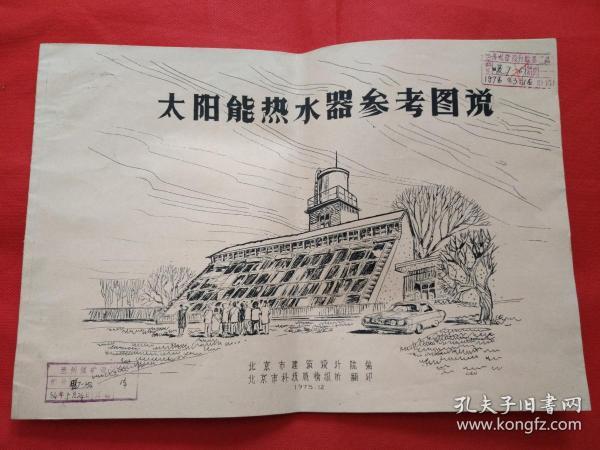 太阳能热水器参考图说
北京市建筑设计院 编
北京市科技情报所 翻印
1975.12
孔夫子旧书网
www.kongfz.com